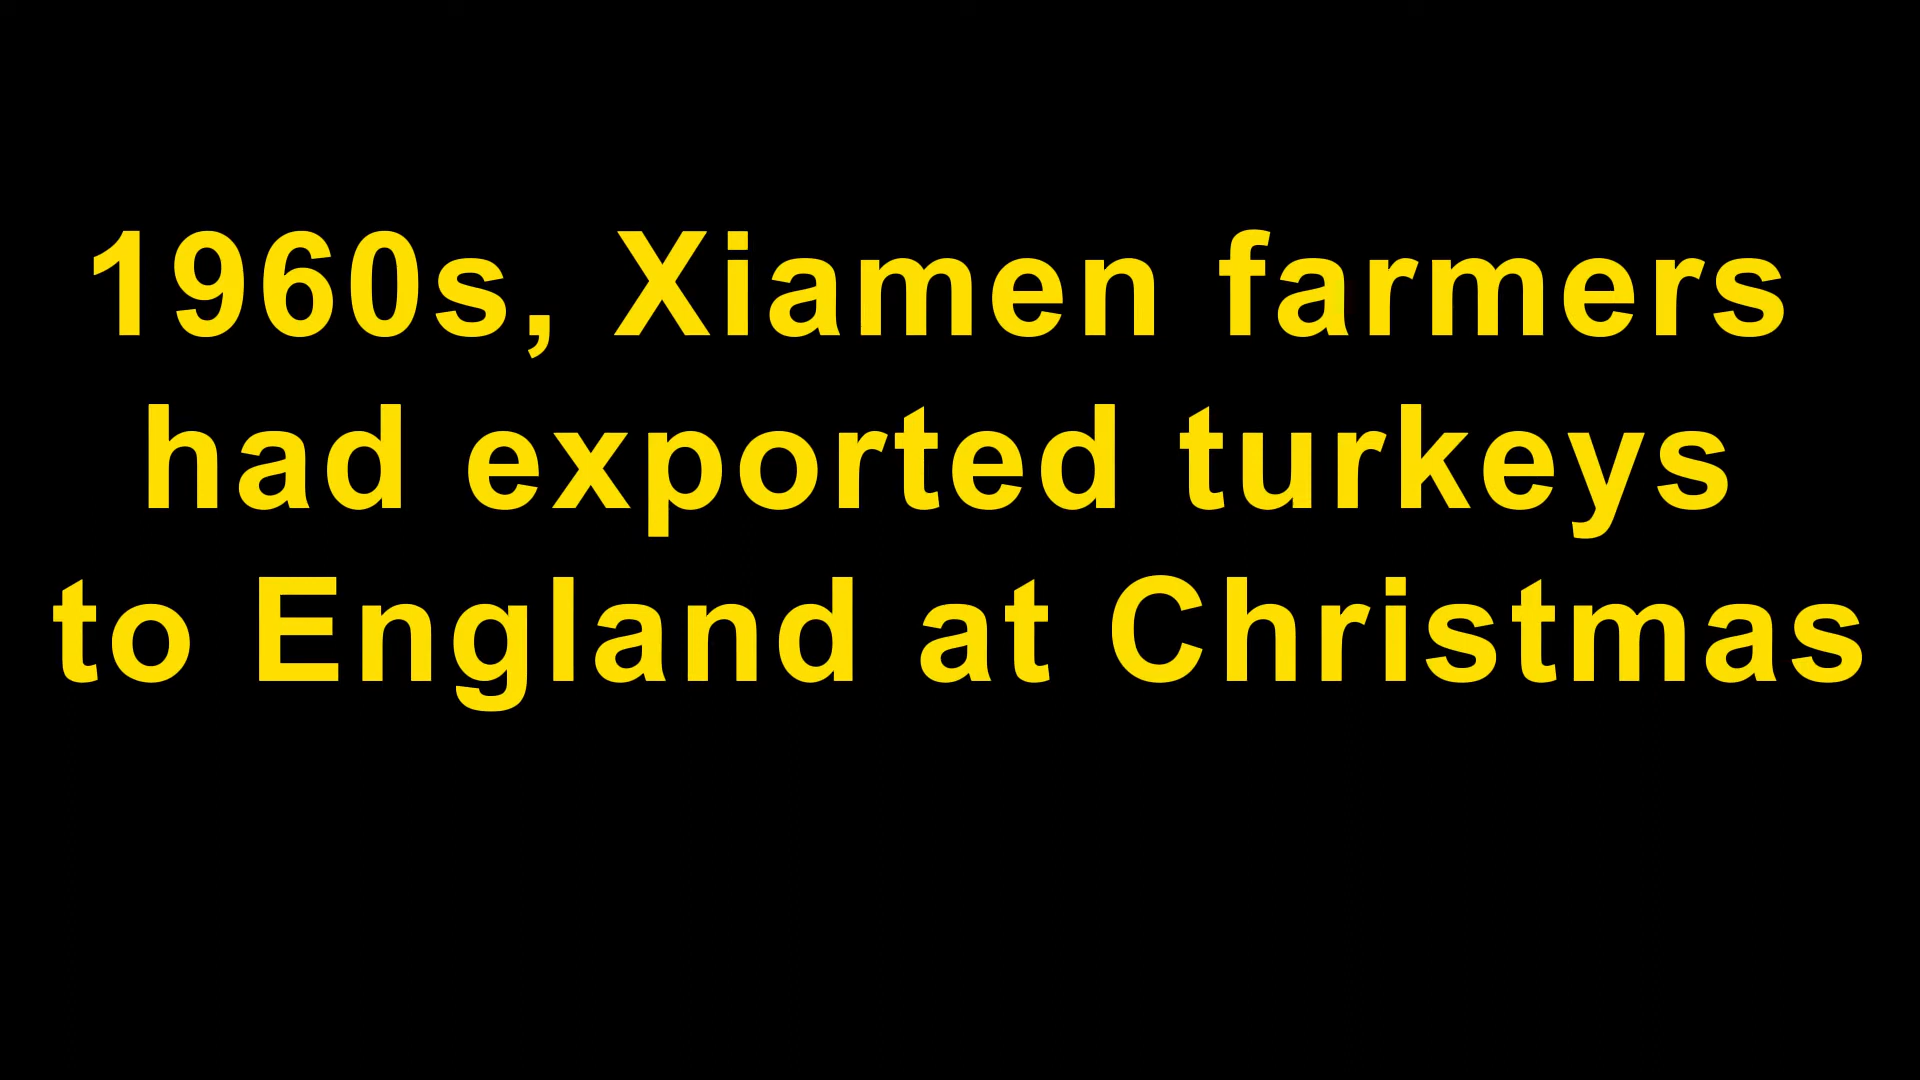 1960s, Xiamen farmers
had exported turkeys
to England at Christmas